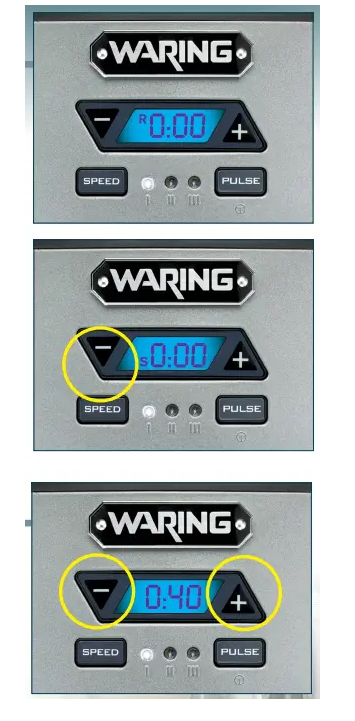 WARING
− R0:00 +
SPEED I II III PULSE
WARING
− S0:00 +
SPEED I II III PULSE
WARING
− 0:40 +
SPEED I II III PULSE